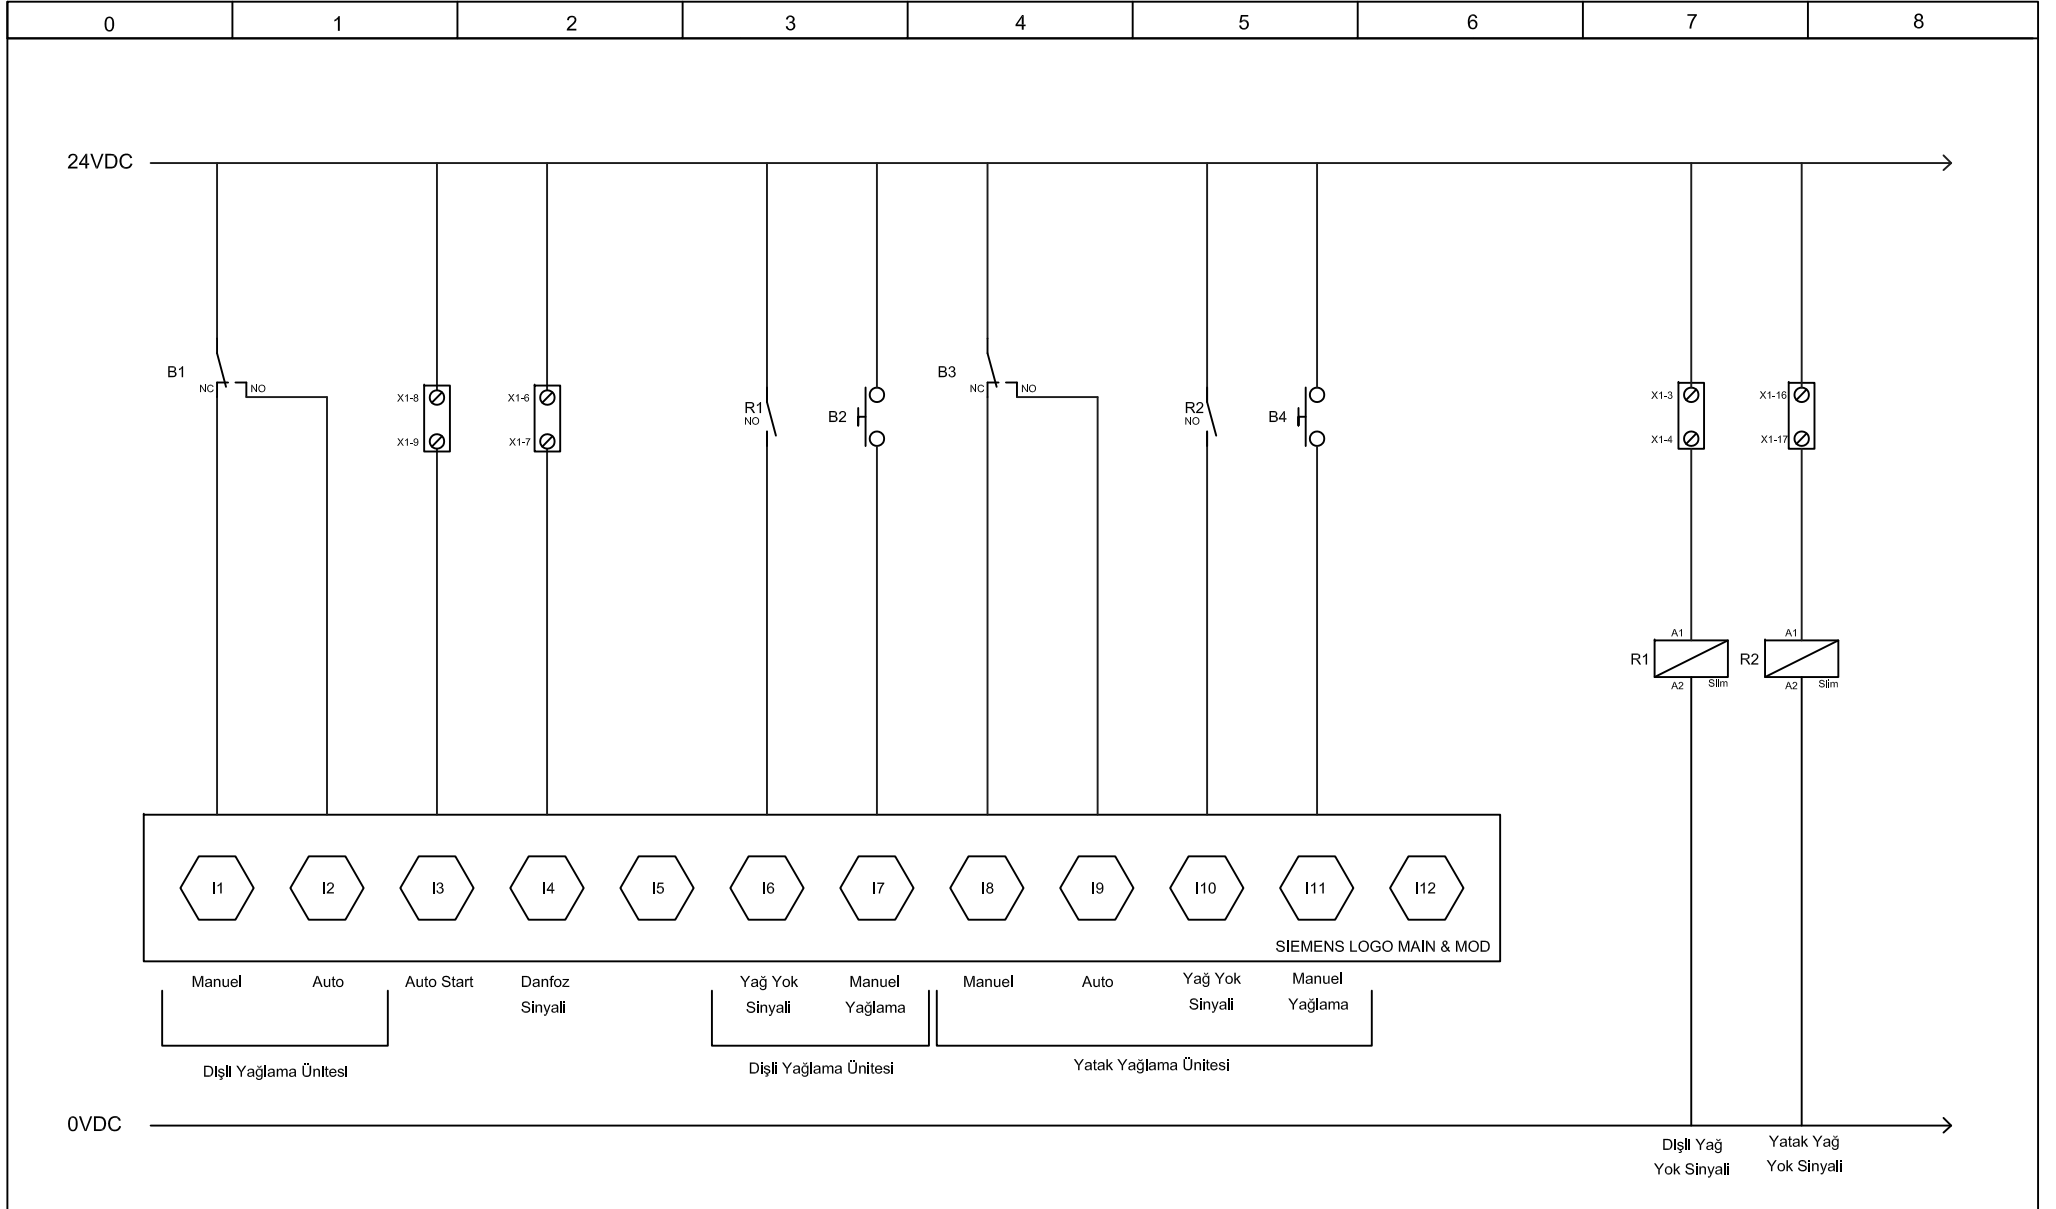 0 1 2 3 4 5 6 7 8
24VDC
B1 NC NO
X1-8
X1-9
X1-6
X1-7
R1
NO
B2
B3 NC NO
R2
NO
B4
X1-3
X1-4
X1-16
X1-17
A1
R1
A2 Slim
A1
R2
A2 Slim
I1 I2 I3 I4 I5 I6 I7 I8 I9 I10 I11 I12
SIEMENS LOGO MAIN & MOD
Manuel
Auto
Auto Start
Danfoz
Sinyali
Yağ Yok
Sinyali
Manuel
Yağlama
Manuel
Auto
Yağ Yok
Sinyali
Manuel
Yağlama
Dişli Yağlama Ünitesi
Dişli Yağlama Ünitesi
Yatak Yağlama Ünitesi
0VDC
Dişli Yağ
Yok Sinyali
Yatak Yağ
Yok Sinyali